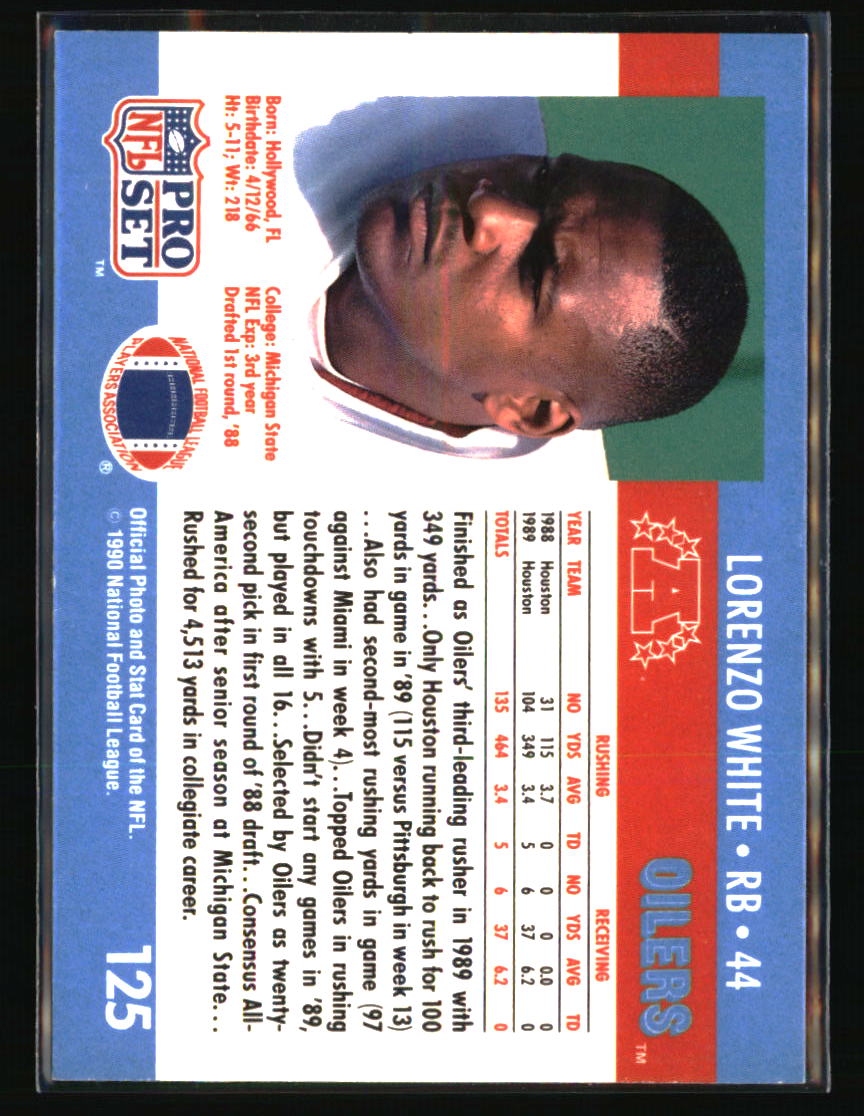 LORENZO WHITE • RB • 44
A
OILERS ™
RUSHING RECEIVING
YEAR TEAM NO YDS AVG TD NO YDS AVG TD
1988 Houston 31 115 3.7 0 0 0 0.0 0
1989 Houston 104 349 3.4 5 6 37 6.2 0
TOTALS 135 464 3.4 5 6 37 6.2 0
Finished as Oilers' third-leading rusher in 1989 with
349 yards...Only Houston running back to rush for 100
yards in game in '89 (115 versus Pittsburgh in week 13)
...Also had second-most rushing yards in game (97
against Miami in week 4)...Topped Oilers in rushing
touchdowns with 5...Didn't start any games in '89,
but played in all 16...Selected by Oilers as twenty-
second pick in first round of '88 draft...Consensus All-
America after senior season at Michigan State...
Rushed for 4,513 yards in collegiate career.
Born: Hollywood, FL
Birthdate: 4/12/66
Ht: 5-11; Wt: 218
College: Michigan State
NFL Exp: 3rd year
Drafted 1st round, '88
NFL PRO SET ™
NATIONAL FOOTBALL LEAGUE
PLAYERS ASSOCIATION ®
Official Photo and Stat Card of the NFL.
© 1990 National Football League.
125